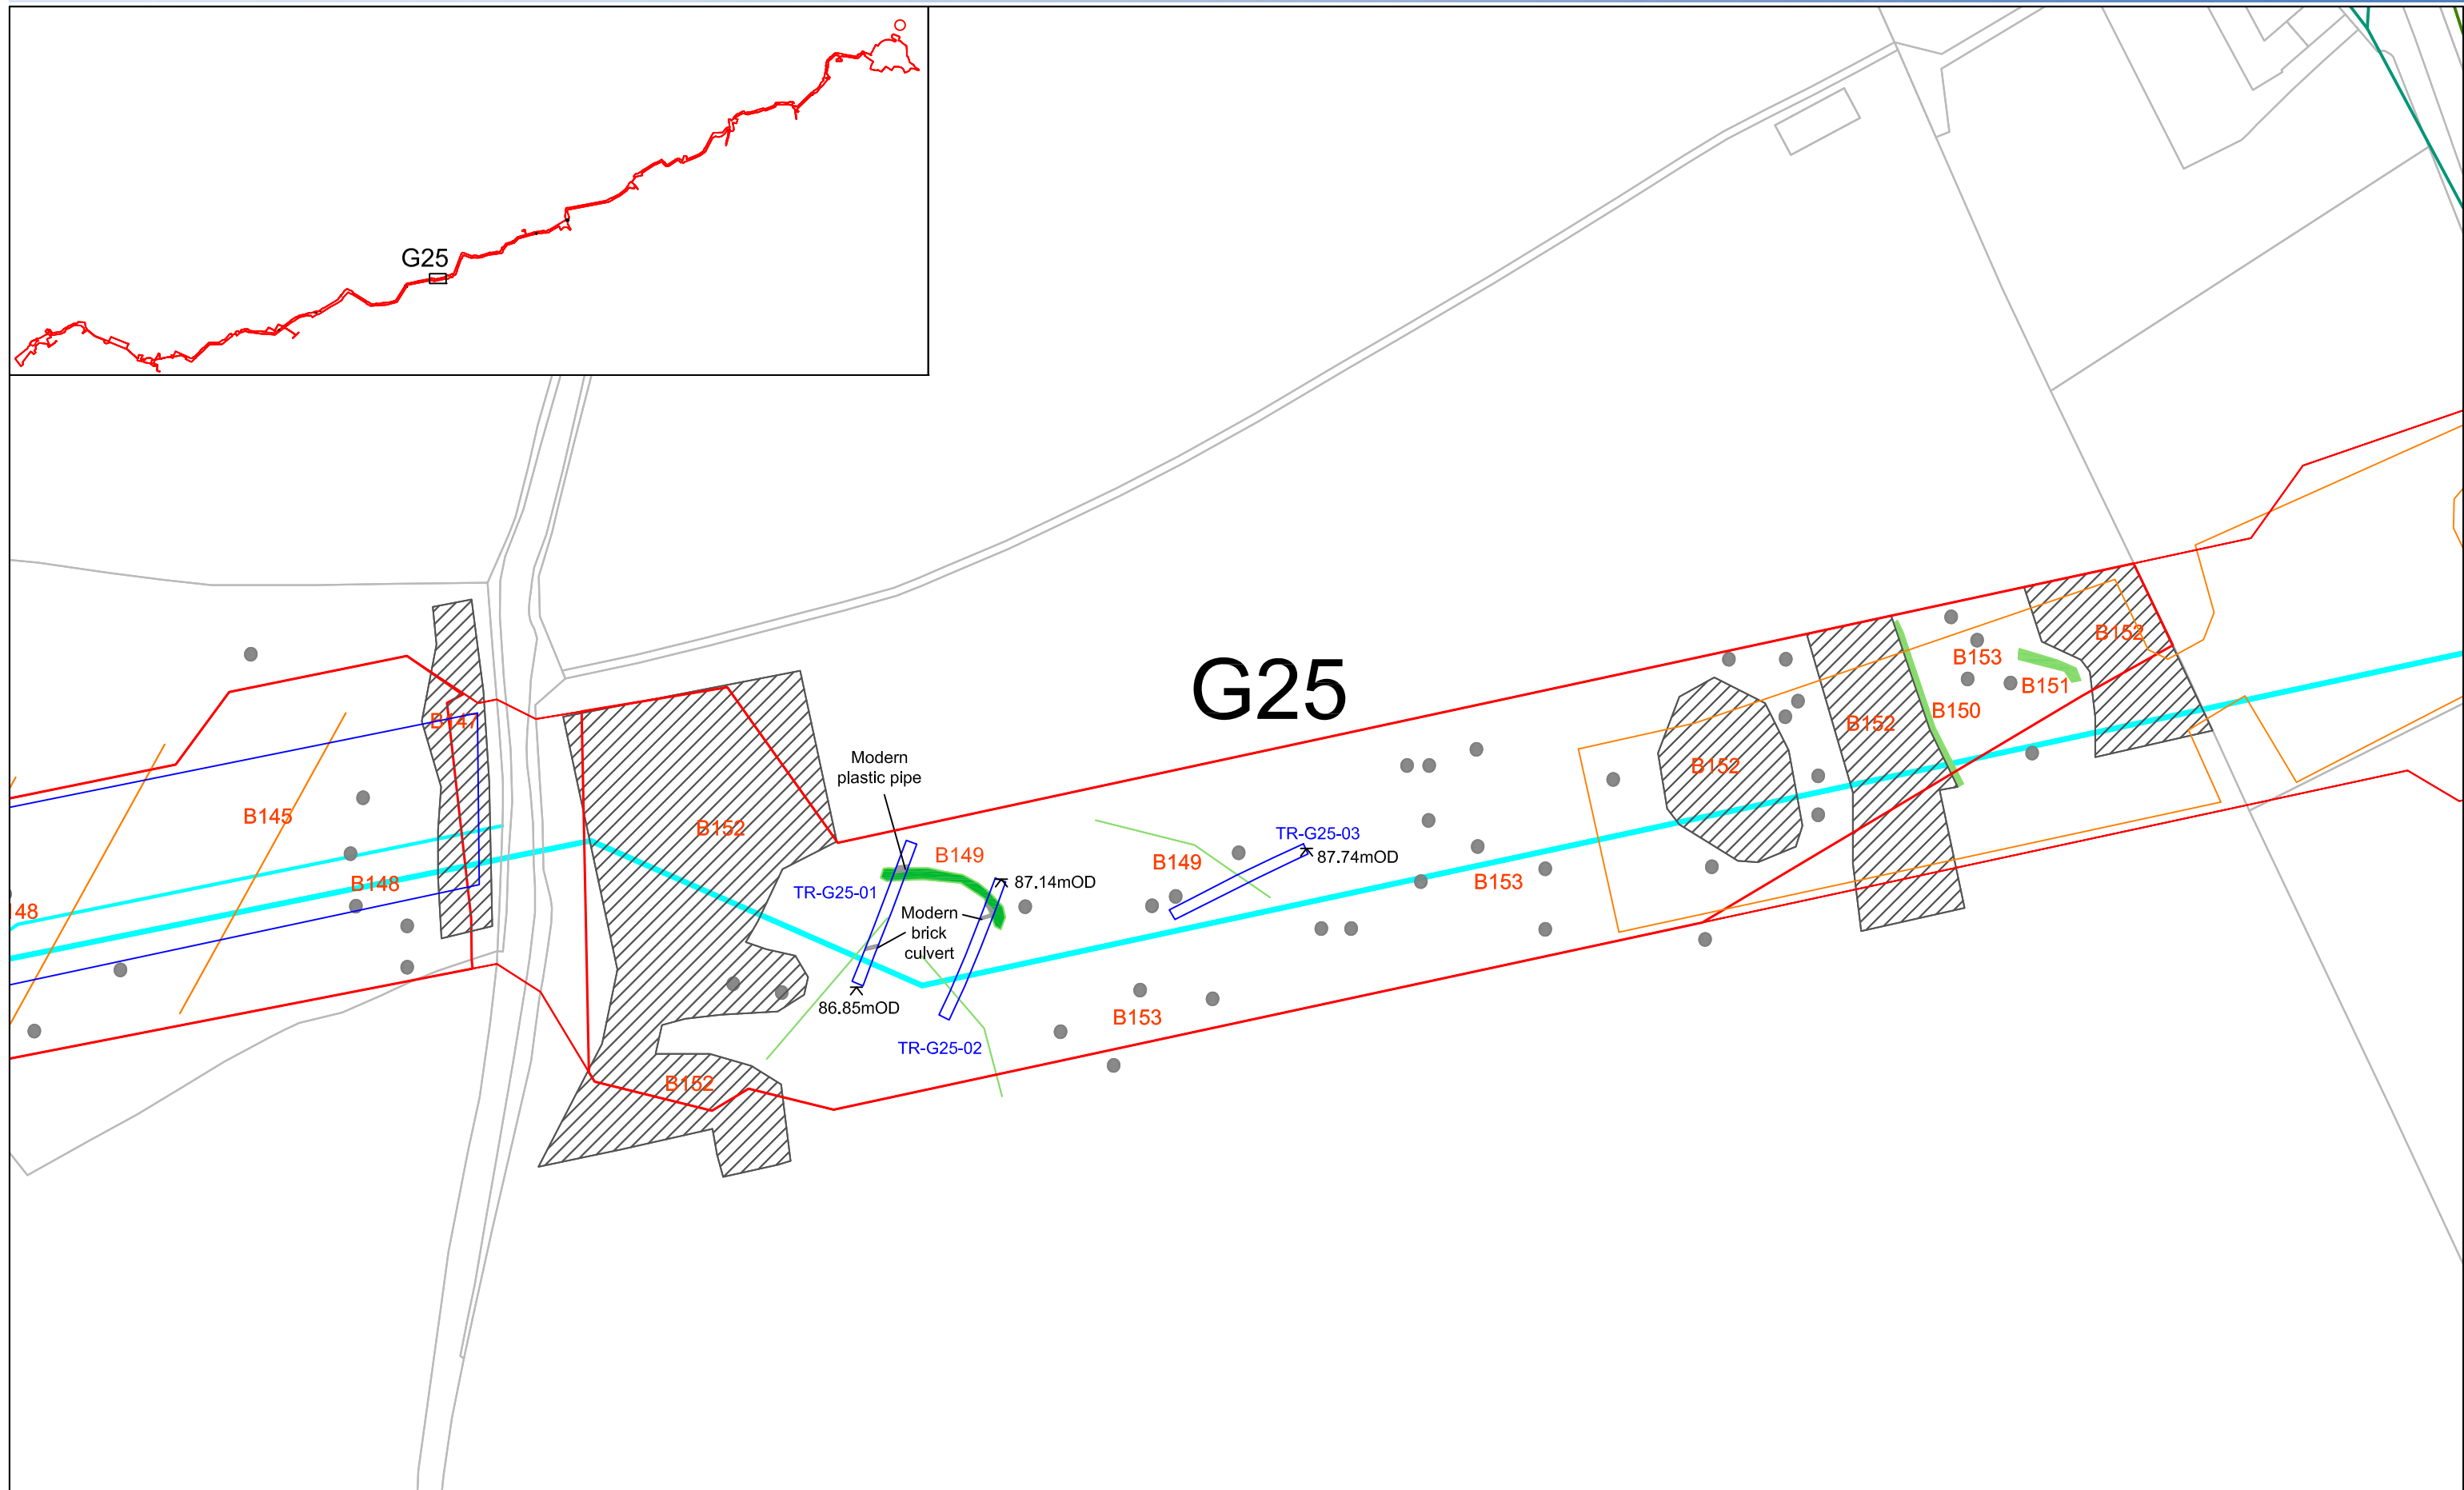 G25
G25
B152
B153
B151
B147
B150
B152
Modern
plastic pipe
B152
B145
B152
TR-G25-03
B149
B149
87.74mOD
B148
TR-G25-01
87.14mOD
B153
48
Modern
brick
culvert
86.85mOD
B153
TR-G25-02
B152